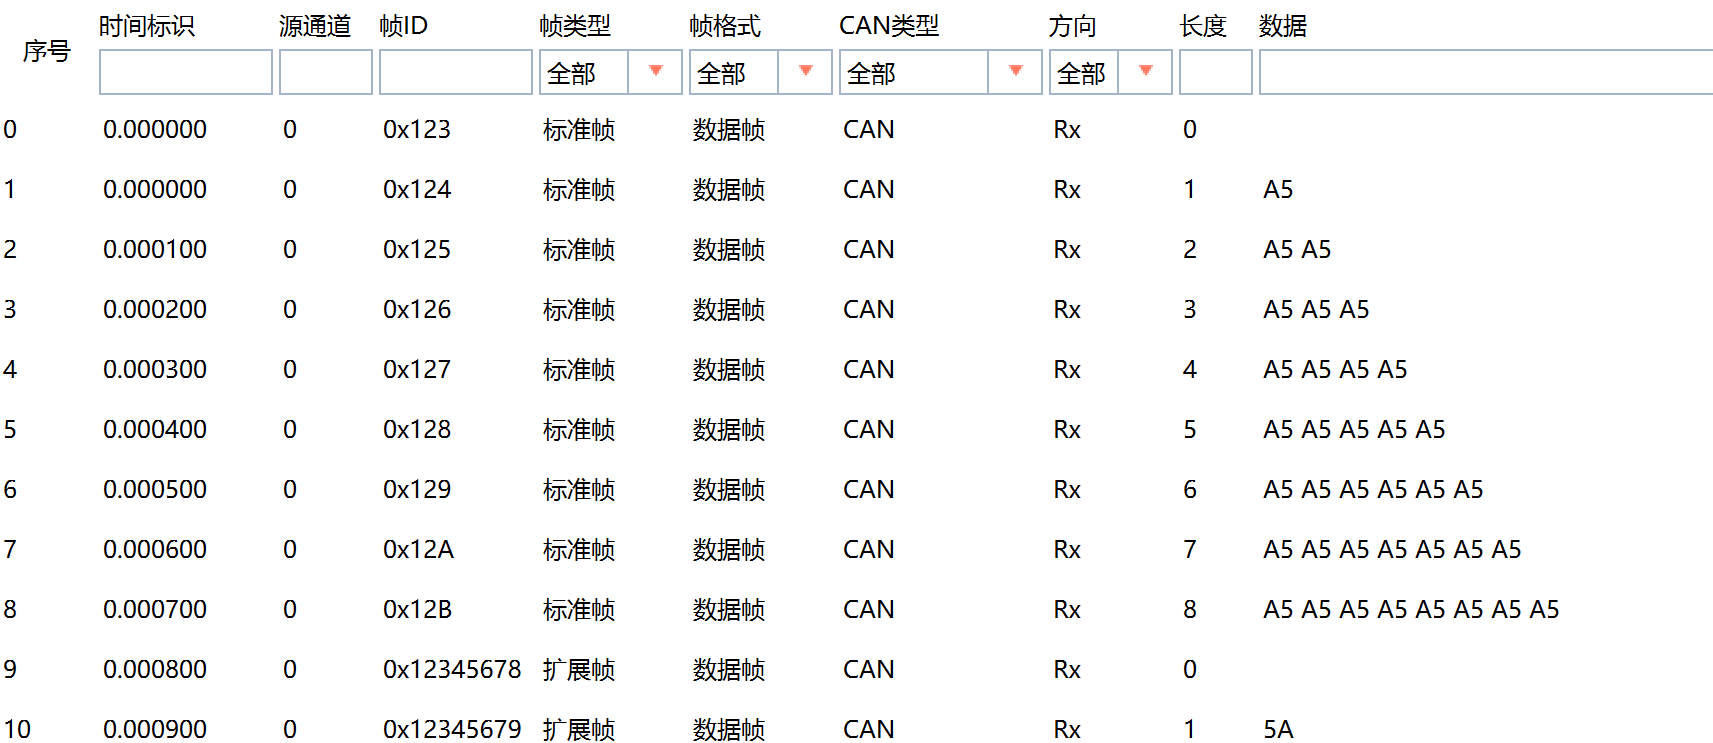 序号 时间标识 源通道 帧ID 帧类型 帧格式 CAN类型 方向 长度 数据
全部 全部 全部 全部
0 0.000000 0 0x123 标准帧 数据帧 CAN Rx 0
1 0.000000 0 0x124 标准帧 数据帧 CAN Rx 1 A5
2 0.000100 0 0x125 标准帧 数据帧 CAN Rx 2 A5 A5
3 0.000200 0 0x126 标准帧 数据帧 CAN Rx 3 A5 A5 A5
4 0.000300 0 0x127 标准帧 数据帧 CAN Rx 4 A5 A5 A5 A5
5 0.000400 0 0x128 标准帧 数据帧 CAN Rx 5 A5 A5 A5 A5 A5
6 0.000500 0 0x129 标准帧 数据帧 CAN Rx 6 A5 A5 A5 A5 A5 A5
7 0.000600 0 0x12A 标准帧 数据帧 CAN Rx 7 A5 A5 A5 A5 A5 A5 A5
8 0.000700 0 0x12B 标准帧 数据帧 CAN Rx 8 A5 A5 A5 A5 A5 A5 A5 A5
9 0.000800 0 0x12345678 扩展帧 数据帧 CAN Rx 0
10 0.000900 0 0x12345679 扩展帧 数据帧 CAN Rx 1 5A